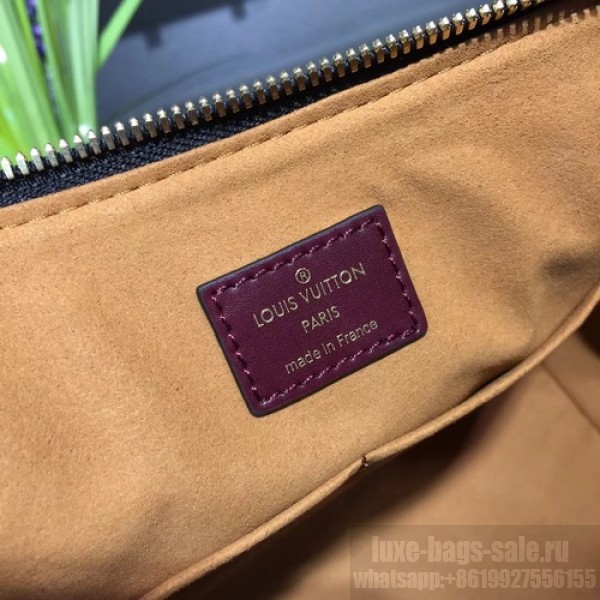 ®
LOUIS VUITTON
PARIS
made in France
luxe-bags-sale.ru
whatsapp:+8619927556155